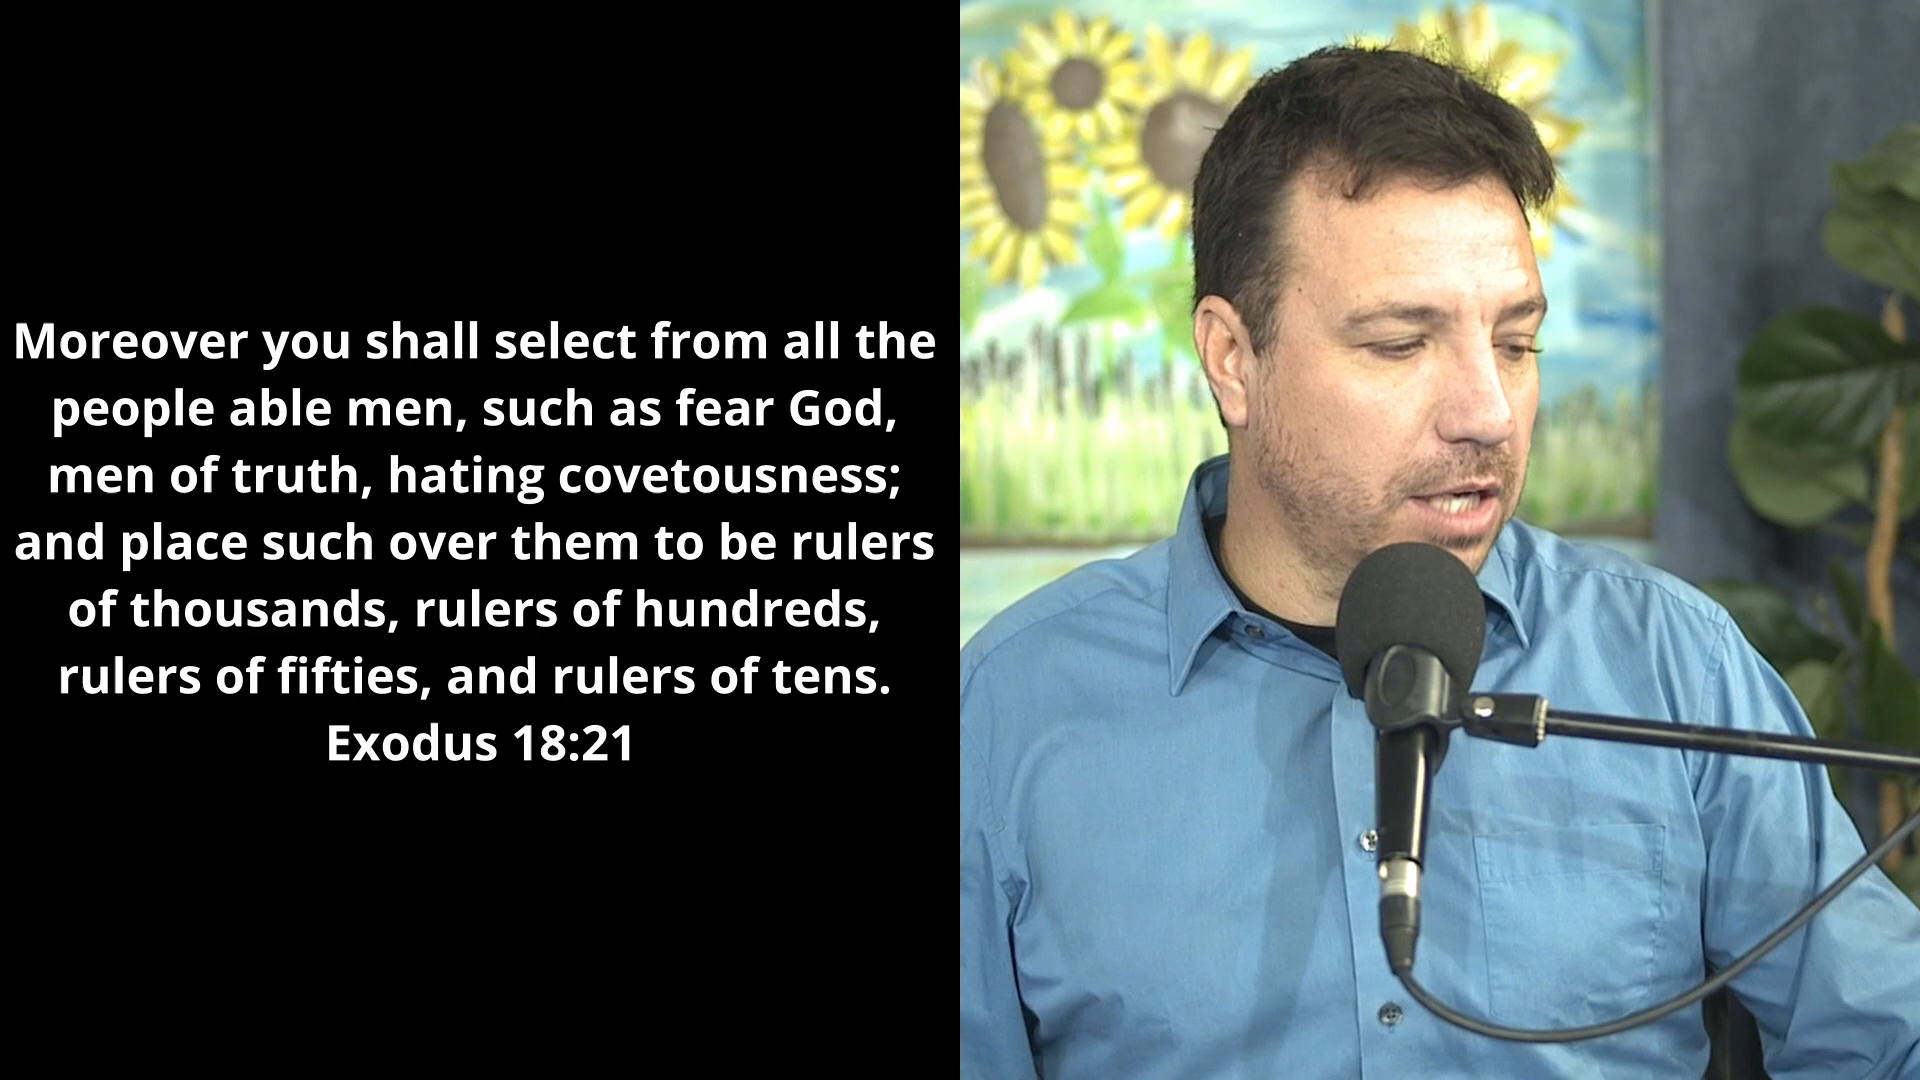 Moreover you shall select from all the
people able men, such as fear God,
men of truth, hating covetousness;
and place such over them to be rulers
of thousands, rulers of hundreds,
rulers of fifties, and rulers of tens.
Exodus 18:21